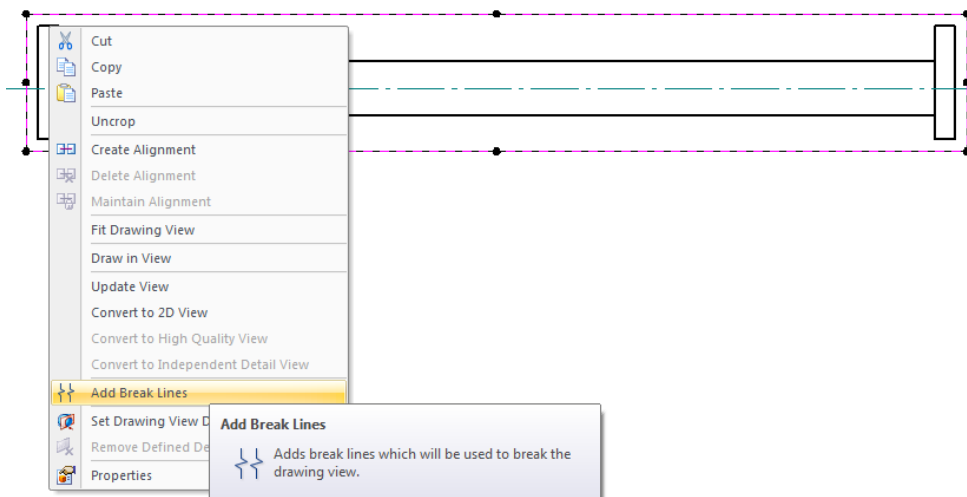 Cut
Copy
Paste
Uncrop
Create Alignment
Delete Alignment
Maintain Alignment
Fit Drawing View
Draw in View
Update View
Convert to 2D View
Convert to High Quality View
Convert to Independent Detail View
Add Break Lines
Set Drawing View D
Remove Defined De
Properties
Add Break Lines
Adds break lines which will be used to break the
drawing view.